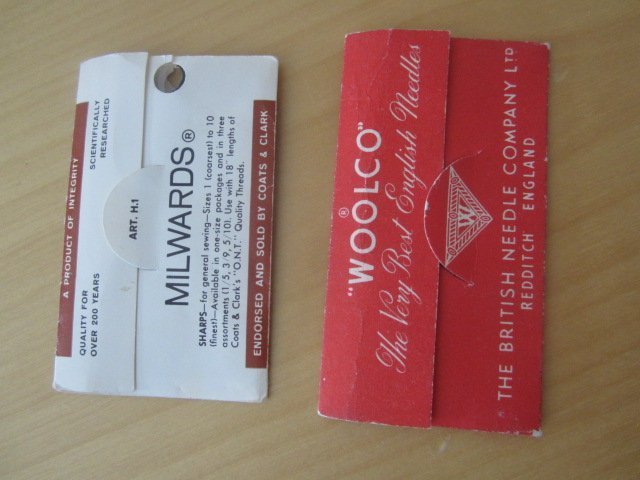 A PRODUCT OF INTEGRITY
QUALITY FOR
OVER 200 YEARS
SCIENTIFICALLY
RESEARCHED
ART. H.1
MILWARDS®
SHARPS—for general sewing—Sizes 1 (coarsest) to 10
(finest)—Available in one-size packages and in three
assortments (1/5, 3/9, 5/10). Use with 18" lengths of
Coats & Clark's "O.N.T." Quality Threads.
ENDORSED AND SOLD BY COATS & CLARK
®
"WOOLCO"
The Very Best English Needles
W
THE BRITISH NEEDLE COMPANY LTD
REDDITCH ENGLAND